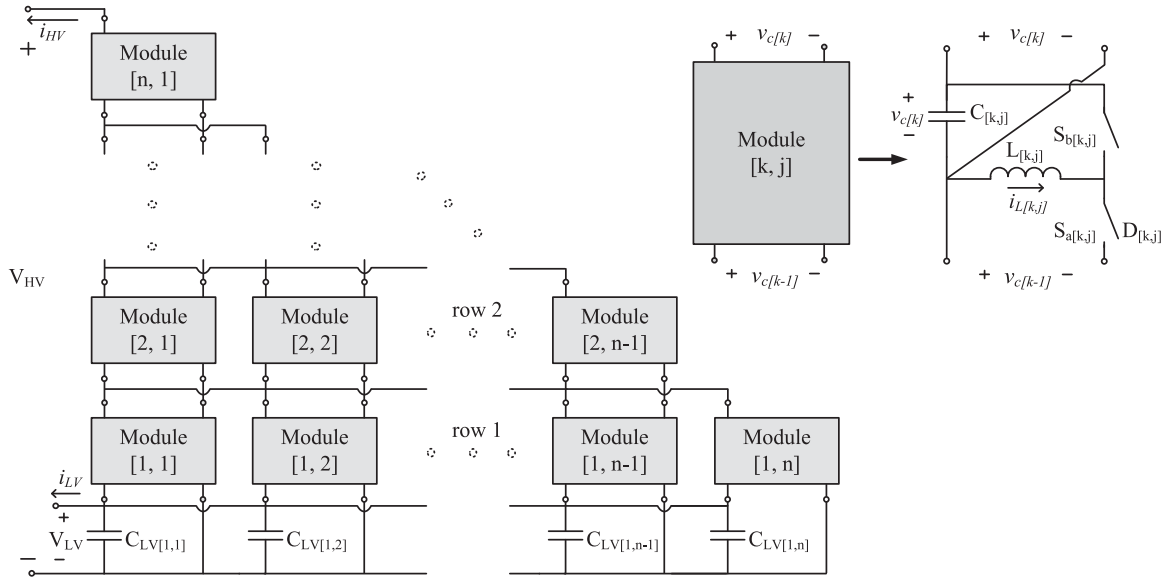 i_HV
+
Module
[n, 1]
V_HV
Module
[2, 1]
Module
[2, 2]
row 2
Module
[2, n-1]
Module
[1, 1]
Module
[1, 2]
row 1
Module
[1, n-1]
Module
[1, n]
i_LV
+
V_LV
−
−
C_LV[1,1]
C_LV[1,2]
C_LV[1,n-1]
C_LV[1,n]
+ v_c[k] −
Module
[k, j]
+ v_c[k-1] −
+ v_c[k] −
+
v_c[k]
−
C_[k,j]
S_b[k,j]
L_[k,j]
i_L[k,j]
S_a[k,j] D_[k,j]
+ v_c[k-1] −